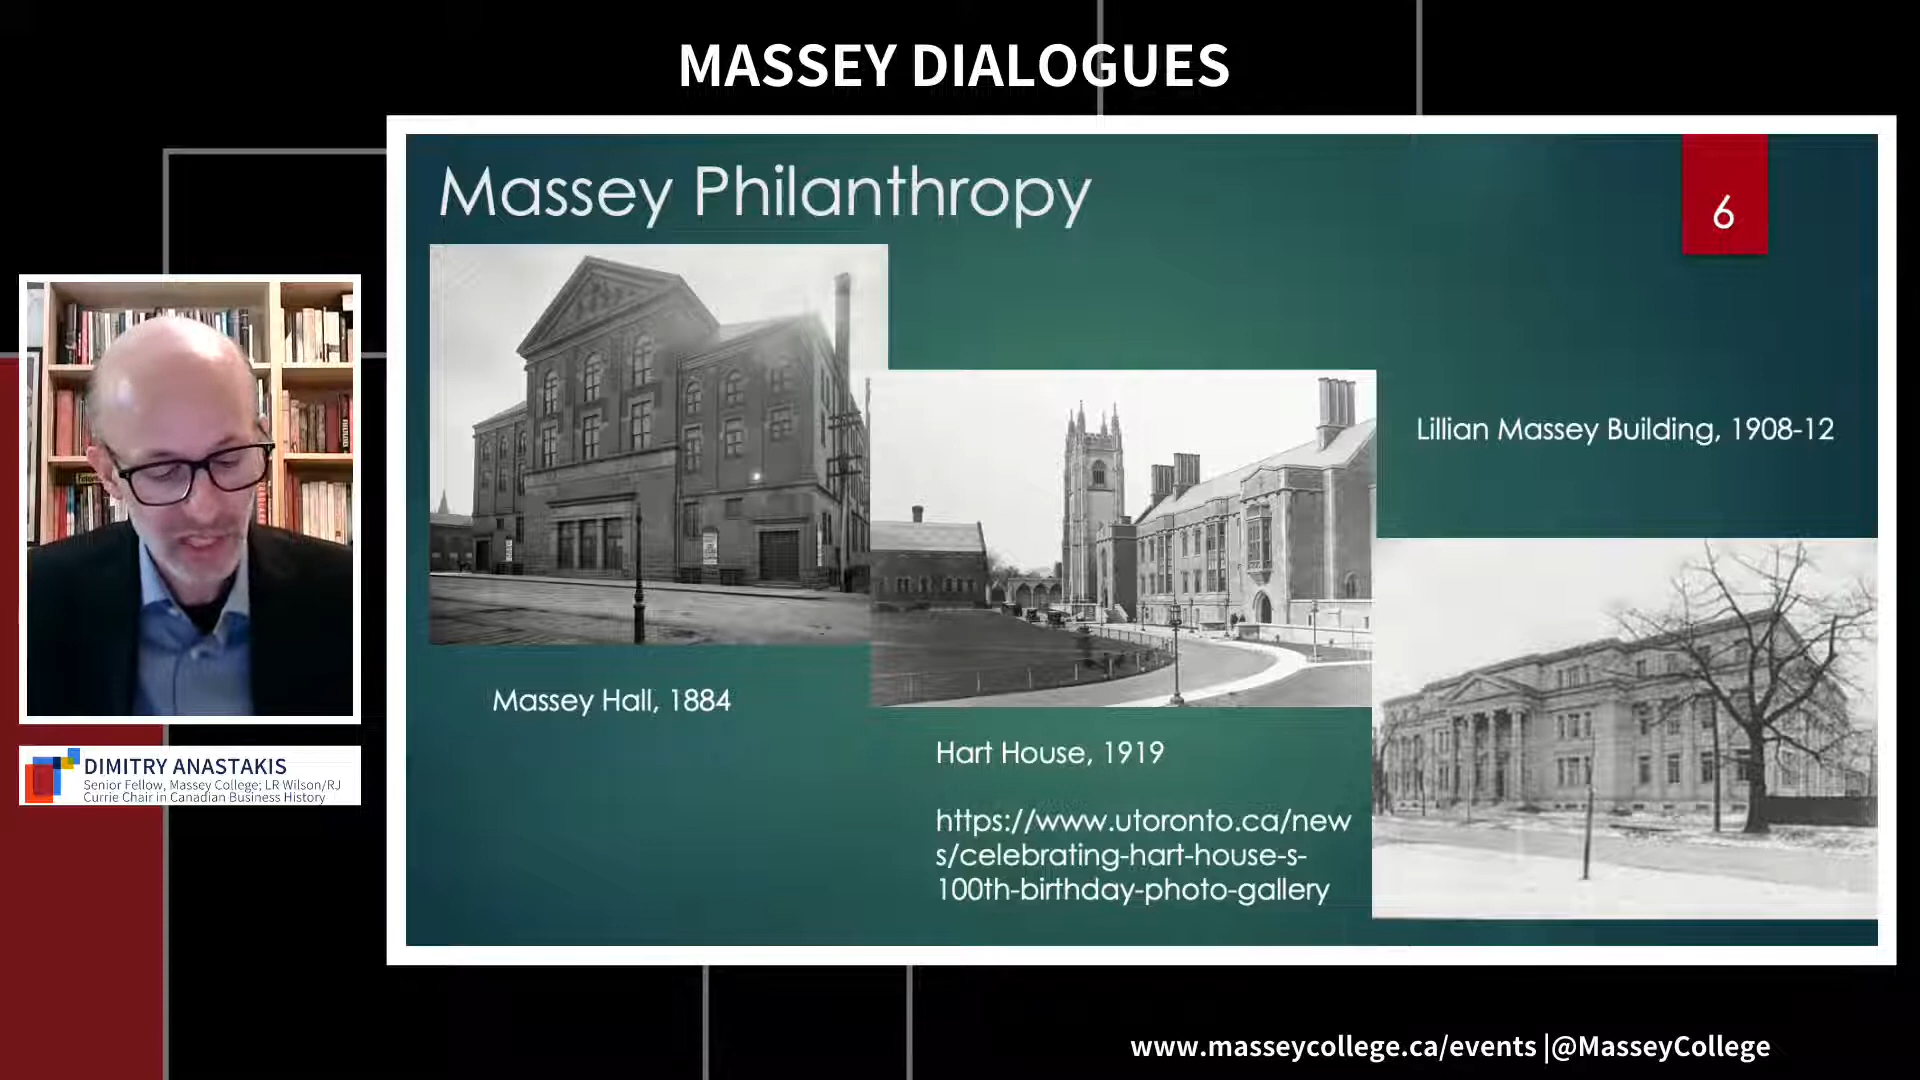 MASSEY DIALOGUES
Massey Philanthropy
6
Lillian Massey Building, 1908-12
Massey Hall, 1884
Hart House, 1919
https://www.utoronto.ca/new
s/celebrating-hart-house-s-
100th-birthday-photo-gallery
DIMITRY ANASTAKIS
Senior Fellow, Massey College; LR Wilson/RJ
Currie Chair in Canadian Business History
www.masseycollege.ca/events |@MasseyCollege